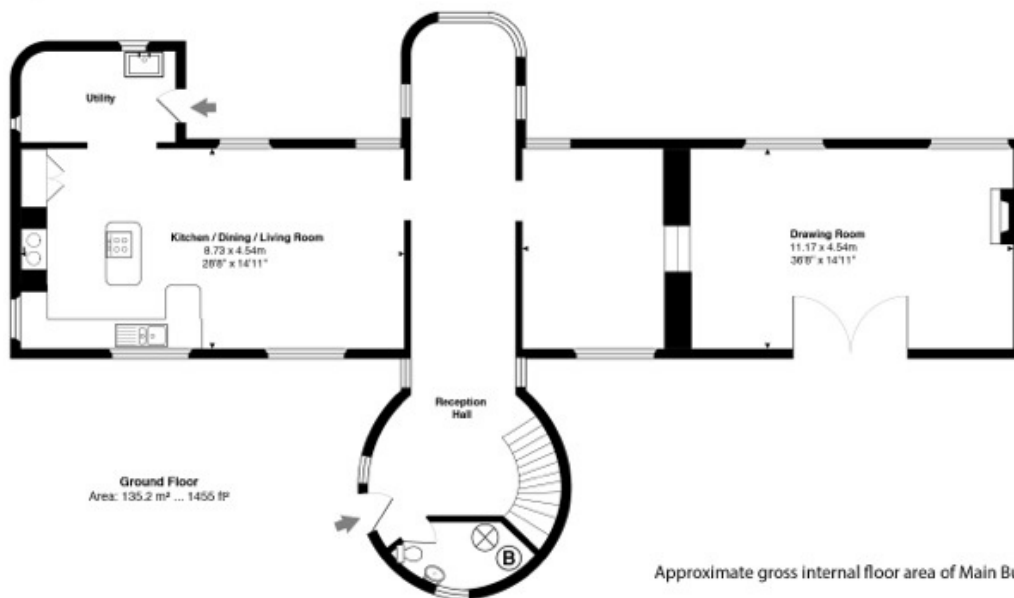 Utility
Kitchen / Dining / Living Room
8.73 x 4.54m
28'8" x 14'11"
Drawing Room
11.17 x 4.54m
36'8" x 14'11"
Reception
Hall
Ground Floor
Area: 135.2 m² ... 1455 ft²
B
Approximate gross internal floor area of Main Bu